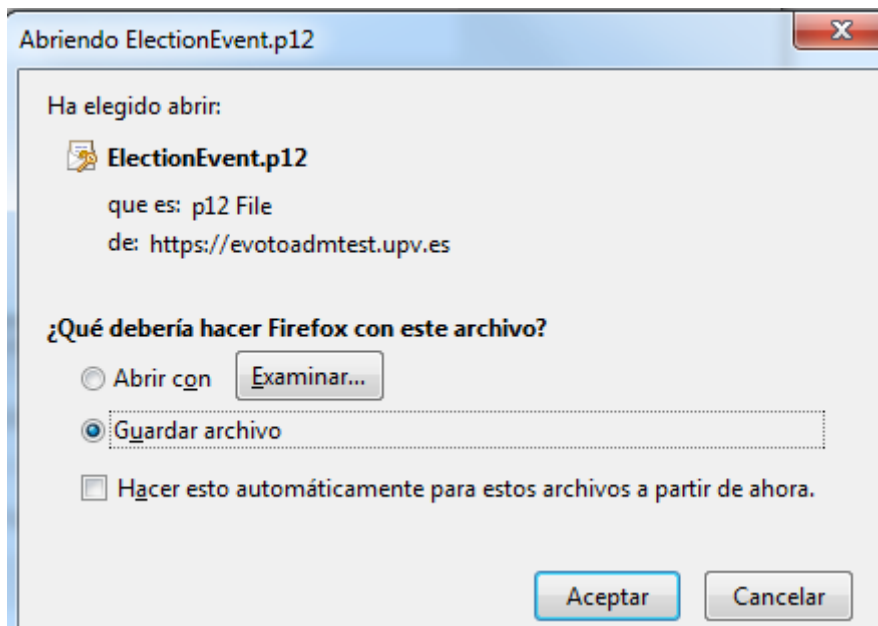 Abriendo ElectionEvent.p12
Ha elegido abrir:
ElectionEvent.p12
que es: p12 File
de: https://evotoadmtest.upv.es
¿Qué debería hacer Firefox con este archivo?
Abrir con Examinar...
Guardar archivo
Hacer esto automáticamente para estos archivos a partir de ahora.
Aceptar Cancelar